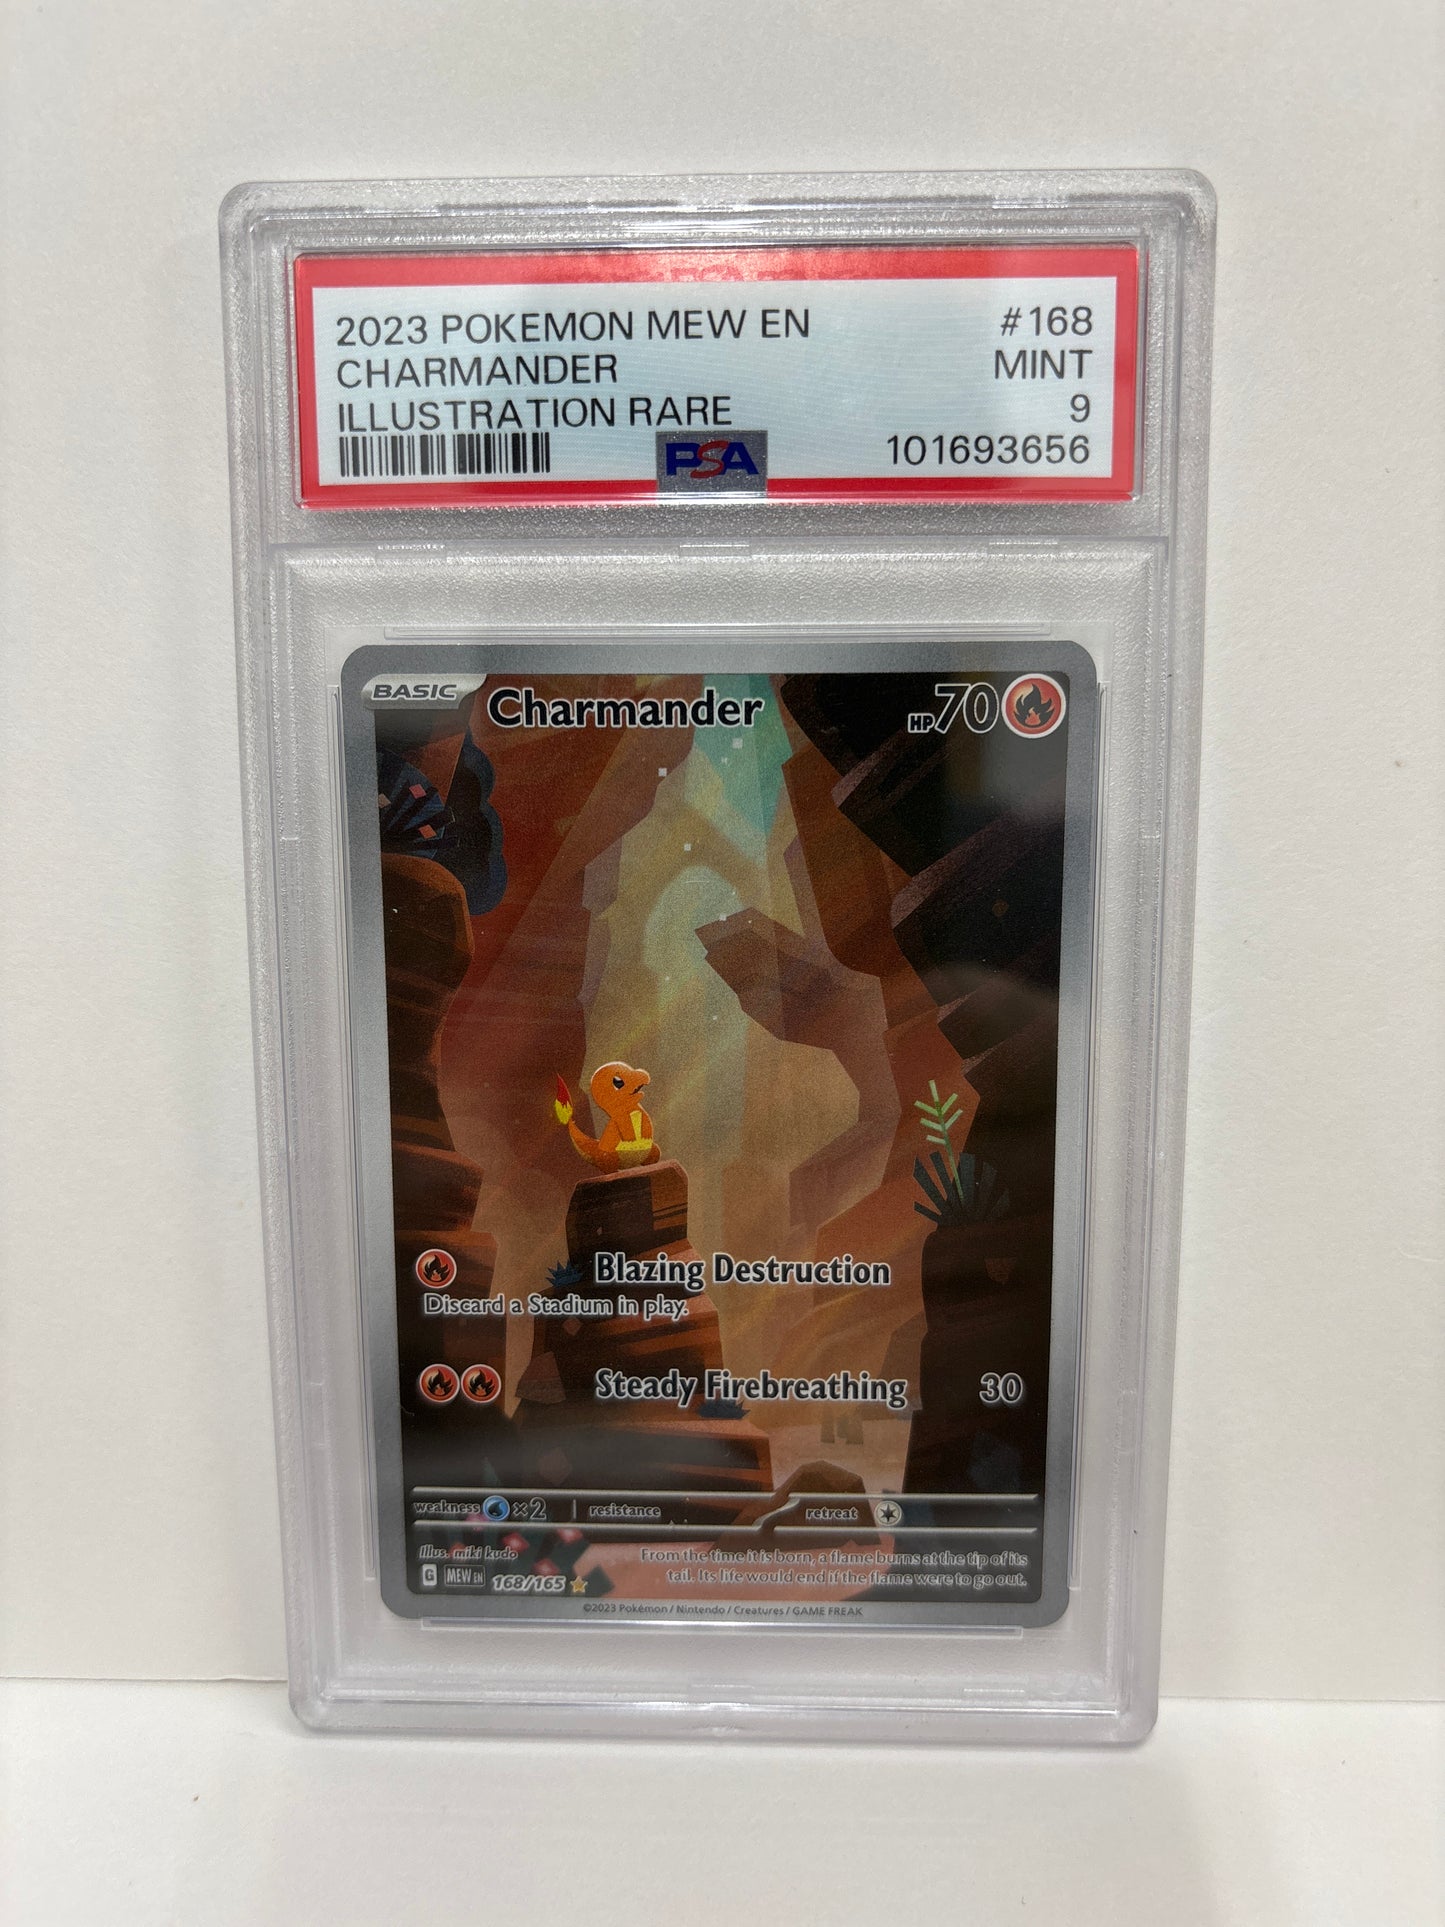 2023 POKEMON MEW EN #168
CHARMANDER MINT
ILLUSTRATION RARE 9
PSA 101693656
BASIC Charmander HP 70
Blazing Destruction
Discard a Stadium in play.
Steady Firebreathing 30
weakness ×2 resistance retreat
Illus. miki kudo
From the time it is born, a flame burns at the tip of its
tail. Its life would end if the flame were to go out.
G MEW EN 168/165
©2023 Pokémon / Nintendo / Creatures / GAME FREAK